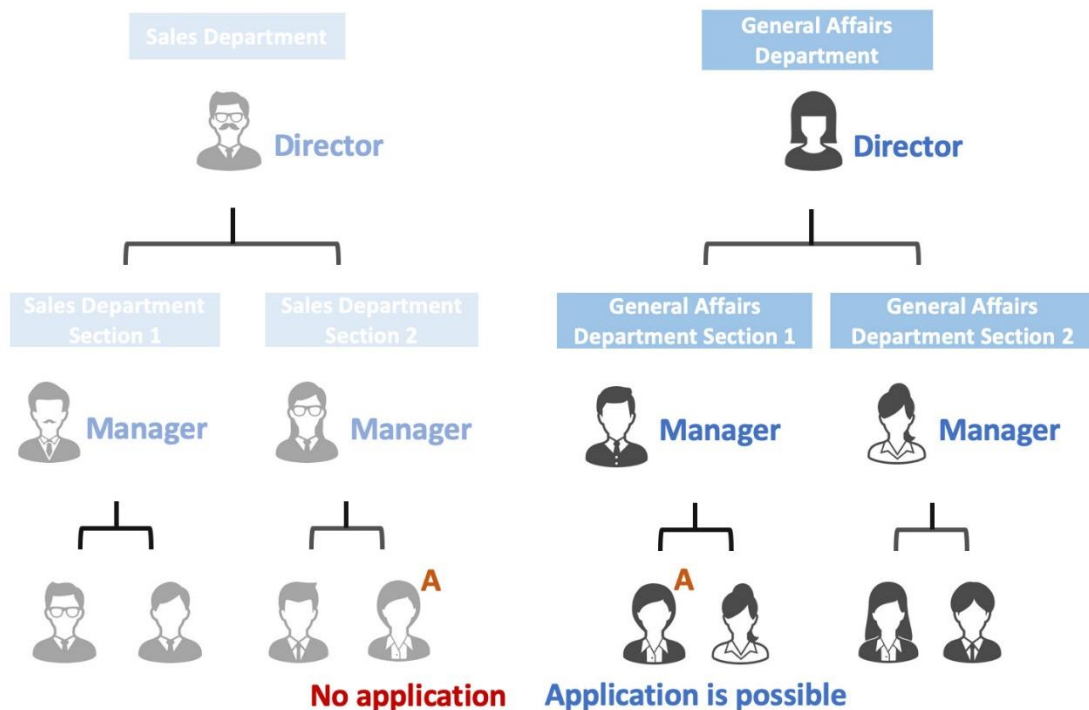 Sales Department
General Affairs
Department
Director
Director
Sales Department
Section 1
Sales Department
Section 2
General Affairs
Department Section 1
General Affairs
Department Section 2
Manager
Manager
Manager
Manager
A
A
No application
Application is possible